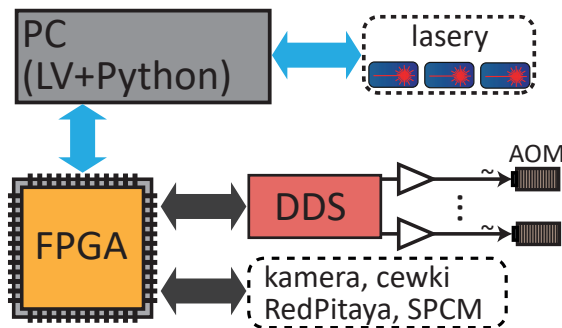 PC
(LV+Python)
lasery
FPGA
DDS
~
AOM
⋮
~
kamera, cewki
RedPitaya, SPCM